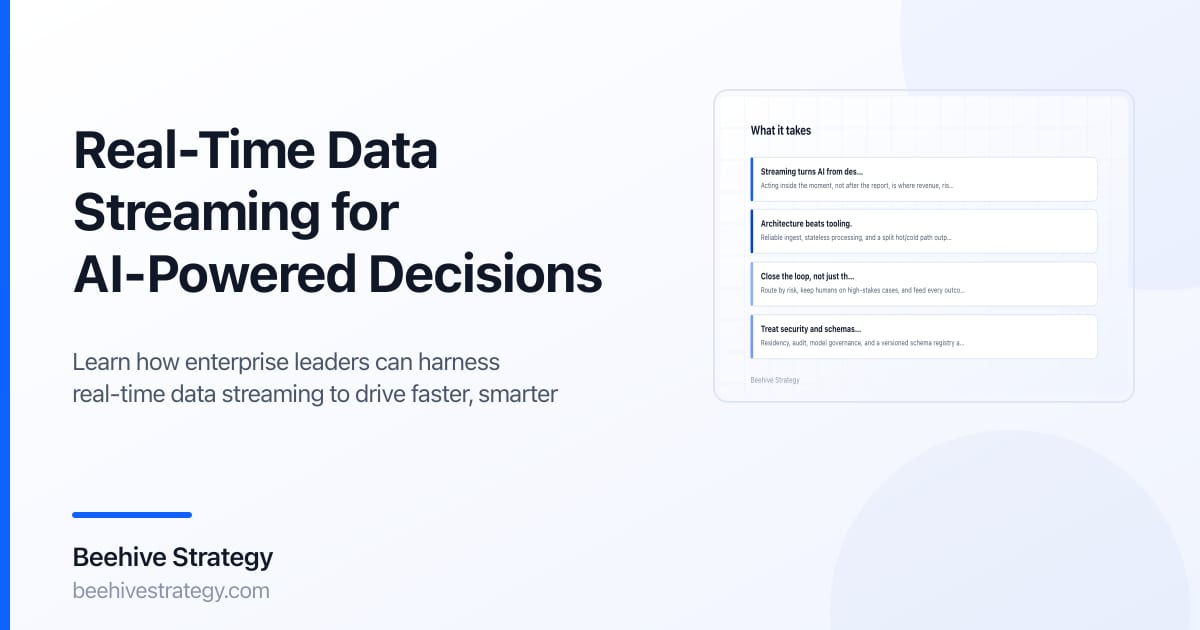 Real-Time Data
Streaming for
AI-Powered Decisions
Learn how enterprise leaders can harness
real-time data streaming to drive faster, smarter
Beehive Strategy
beehivestrategy.com
What it takes
Streaming turns AI from des...
Acting inside the moment, not after the report, is where revenue, ris...
Architecture beats tooling.
Reliable ingest, stateless processing, and a split hot/cold path outp...
Close the loop, not just th...
Route by risk, keep humans on high-stakes cases, and feed every outco...
Treat security and schemas...
Residency, audit, model governance, and a versioned schema registry a...
Beehive Strategy